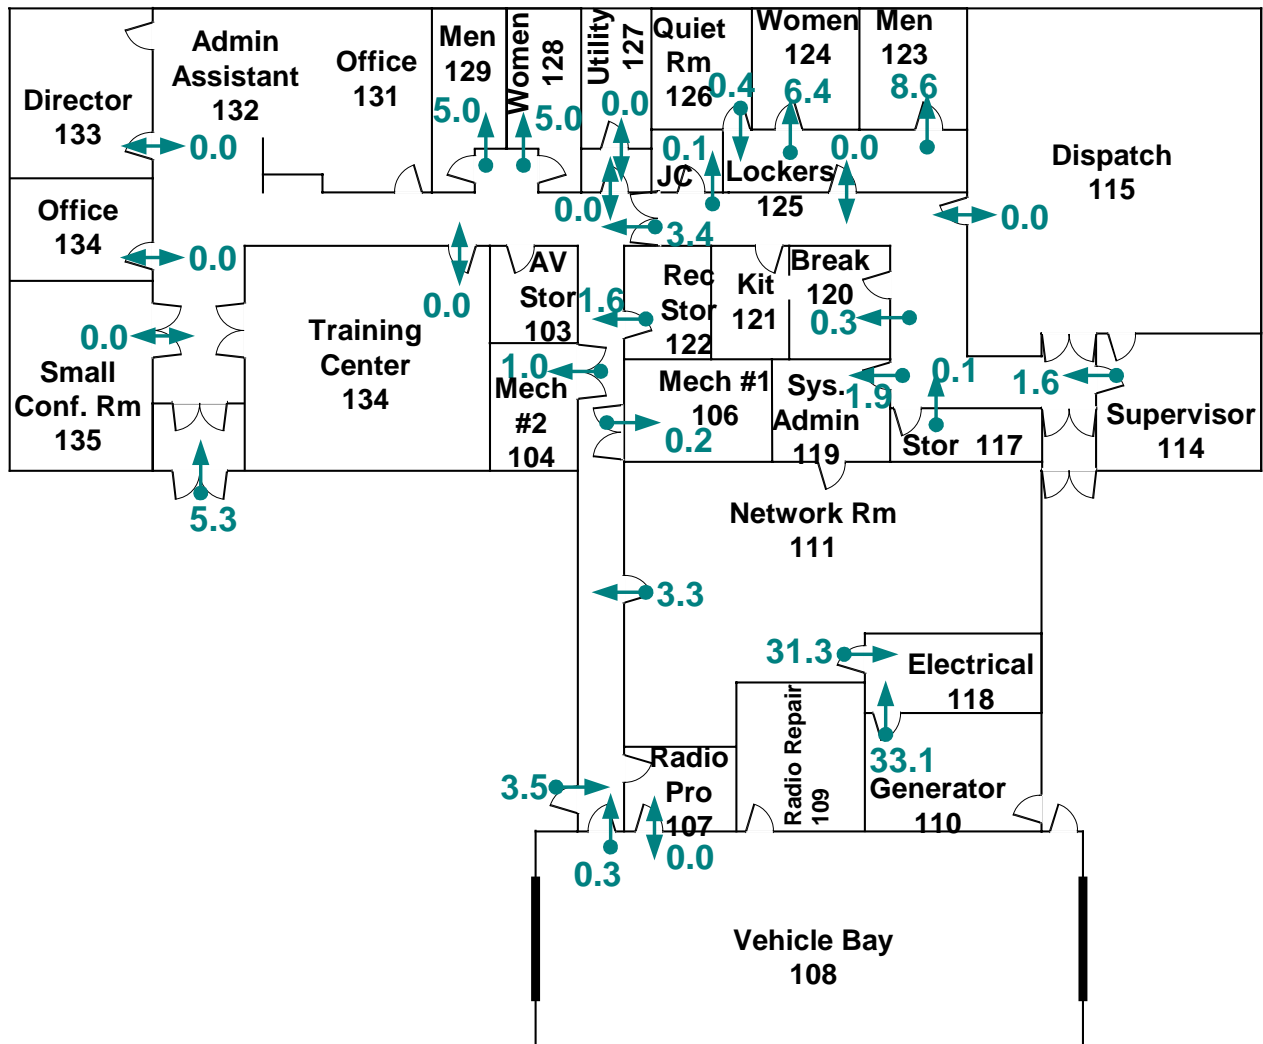 Admin
Assistant
132
Office
131
Men
129
Women
128
Utility
127
Quiet
Rm
126
Women
124
Men
123
Director
133
5.0
5.0
0.0
0.4
6.4
8.6
0.0
0.1
0.0
Dispatch
115
JC
Lockers
125
Office
134
0.0
3.4
0.0
0.0
0.0
0.0
Training
Center
134
AV
Stor
103
1.6
Rec
Stor
122
Kit
121
Break
120
0.3
Small
Conf. Rm
135
1.0
Mech
#2
104
Mech #1
106
0.2
Sys.
Admin
119
1.9
0.1
1.6
Stor 117
Supervisor
114
5.3
Network Rm
111
3.3
31.3
Electrical
118
33.1
Generator
110
Radio Repair
109
Radio
Pro
107
3.5
0.3
0.0
Vehicle Bay
108